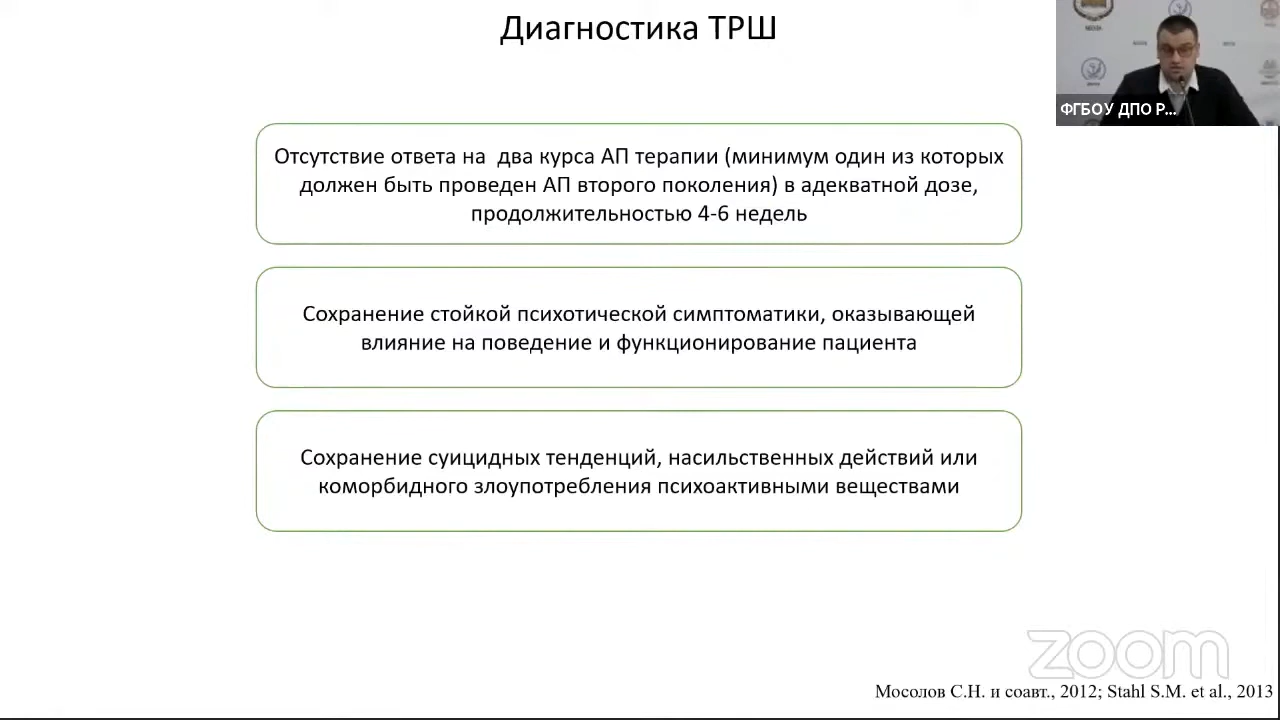 Диагностика ТРШ
ФГБОУ ДПО Р...
Отсутствие ответа на два курса АП терапии (минимум один из которых
должен быть проведен АП второго поколения) в адекватной дозе,
продолжительностью 4-6 недель
Сохранение стойкой психотической симптоматики, оказывающей
влияние на поведение и функционирование пациента
Сохранение суицидных тенденций, насильственных действий или
коморбидного злоупотребления психоактивными веществами
zoom
Мосолов С.Н. и соавт., 2012; Stahl S.M. et al., 2013